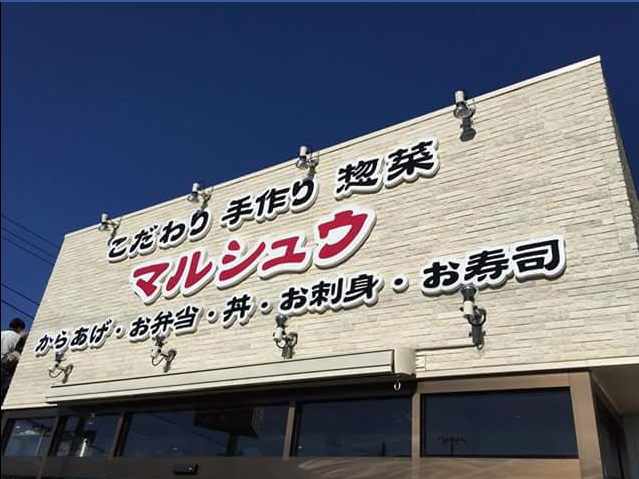 こだわり 手作り 惣菜
マルシュウ
からあげ・お弁当・丼・お刺身・お寿司